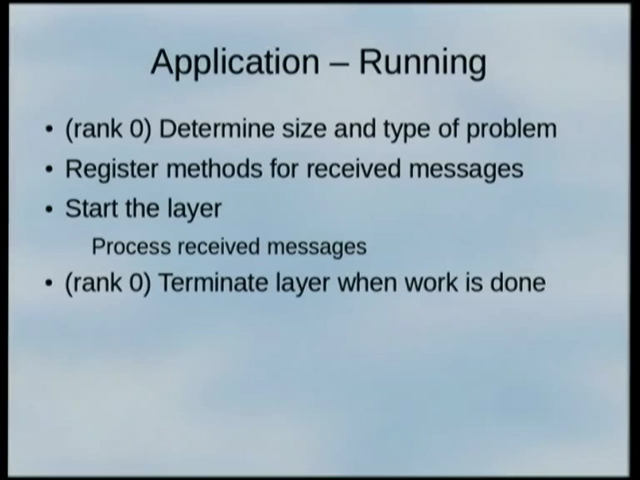 Application – Running
• (rank 0) Determine size and type of problem
• Register methods for received messages
• Start the layer
Process received messages
• (rank 0) Terminate layer when work is done